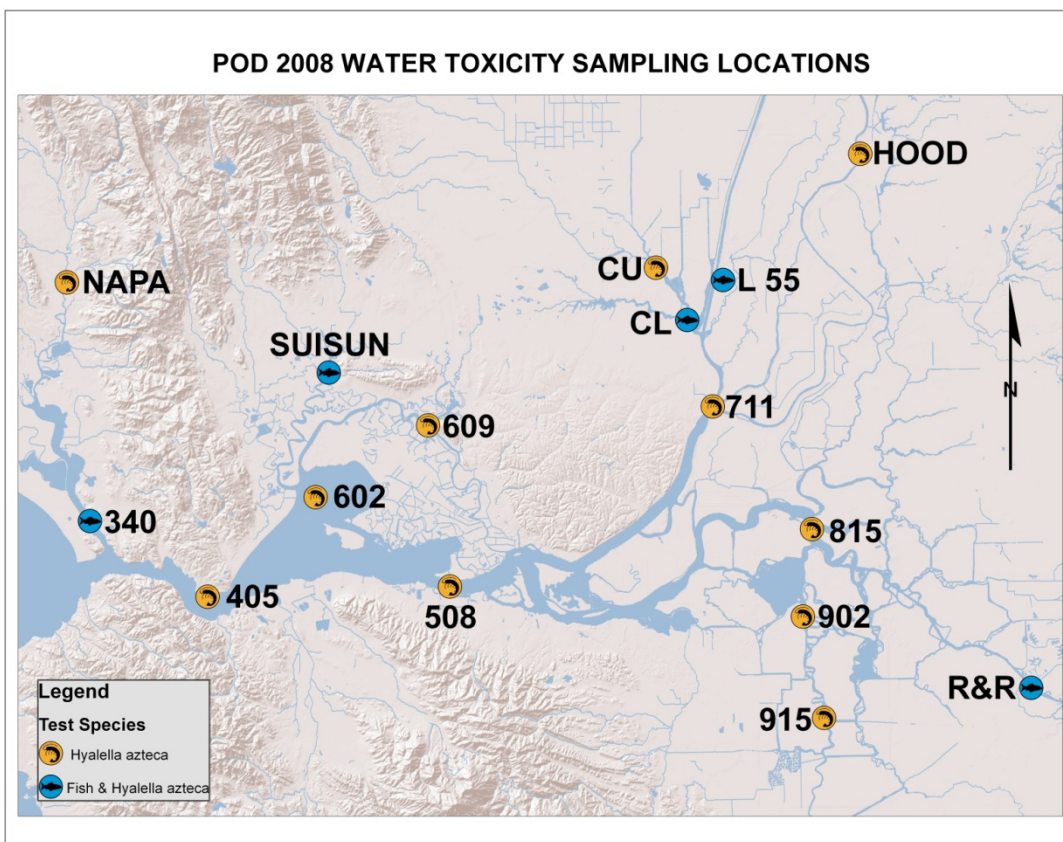 POD 2008 WATER TOXICITY SAMPLING LOCATIONS
HOOD
NAPA
CU
L 55
CL
SUISUN
711
609
602
340
815
405
508
902
N
R&R
915
Legend
Test Species
Hyalella azteca
Fish & Hyalella azteca